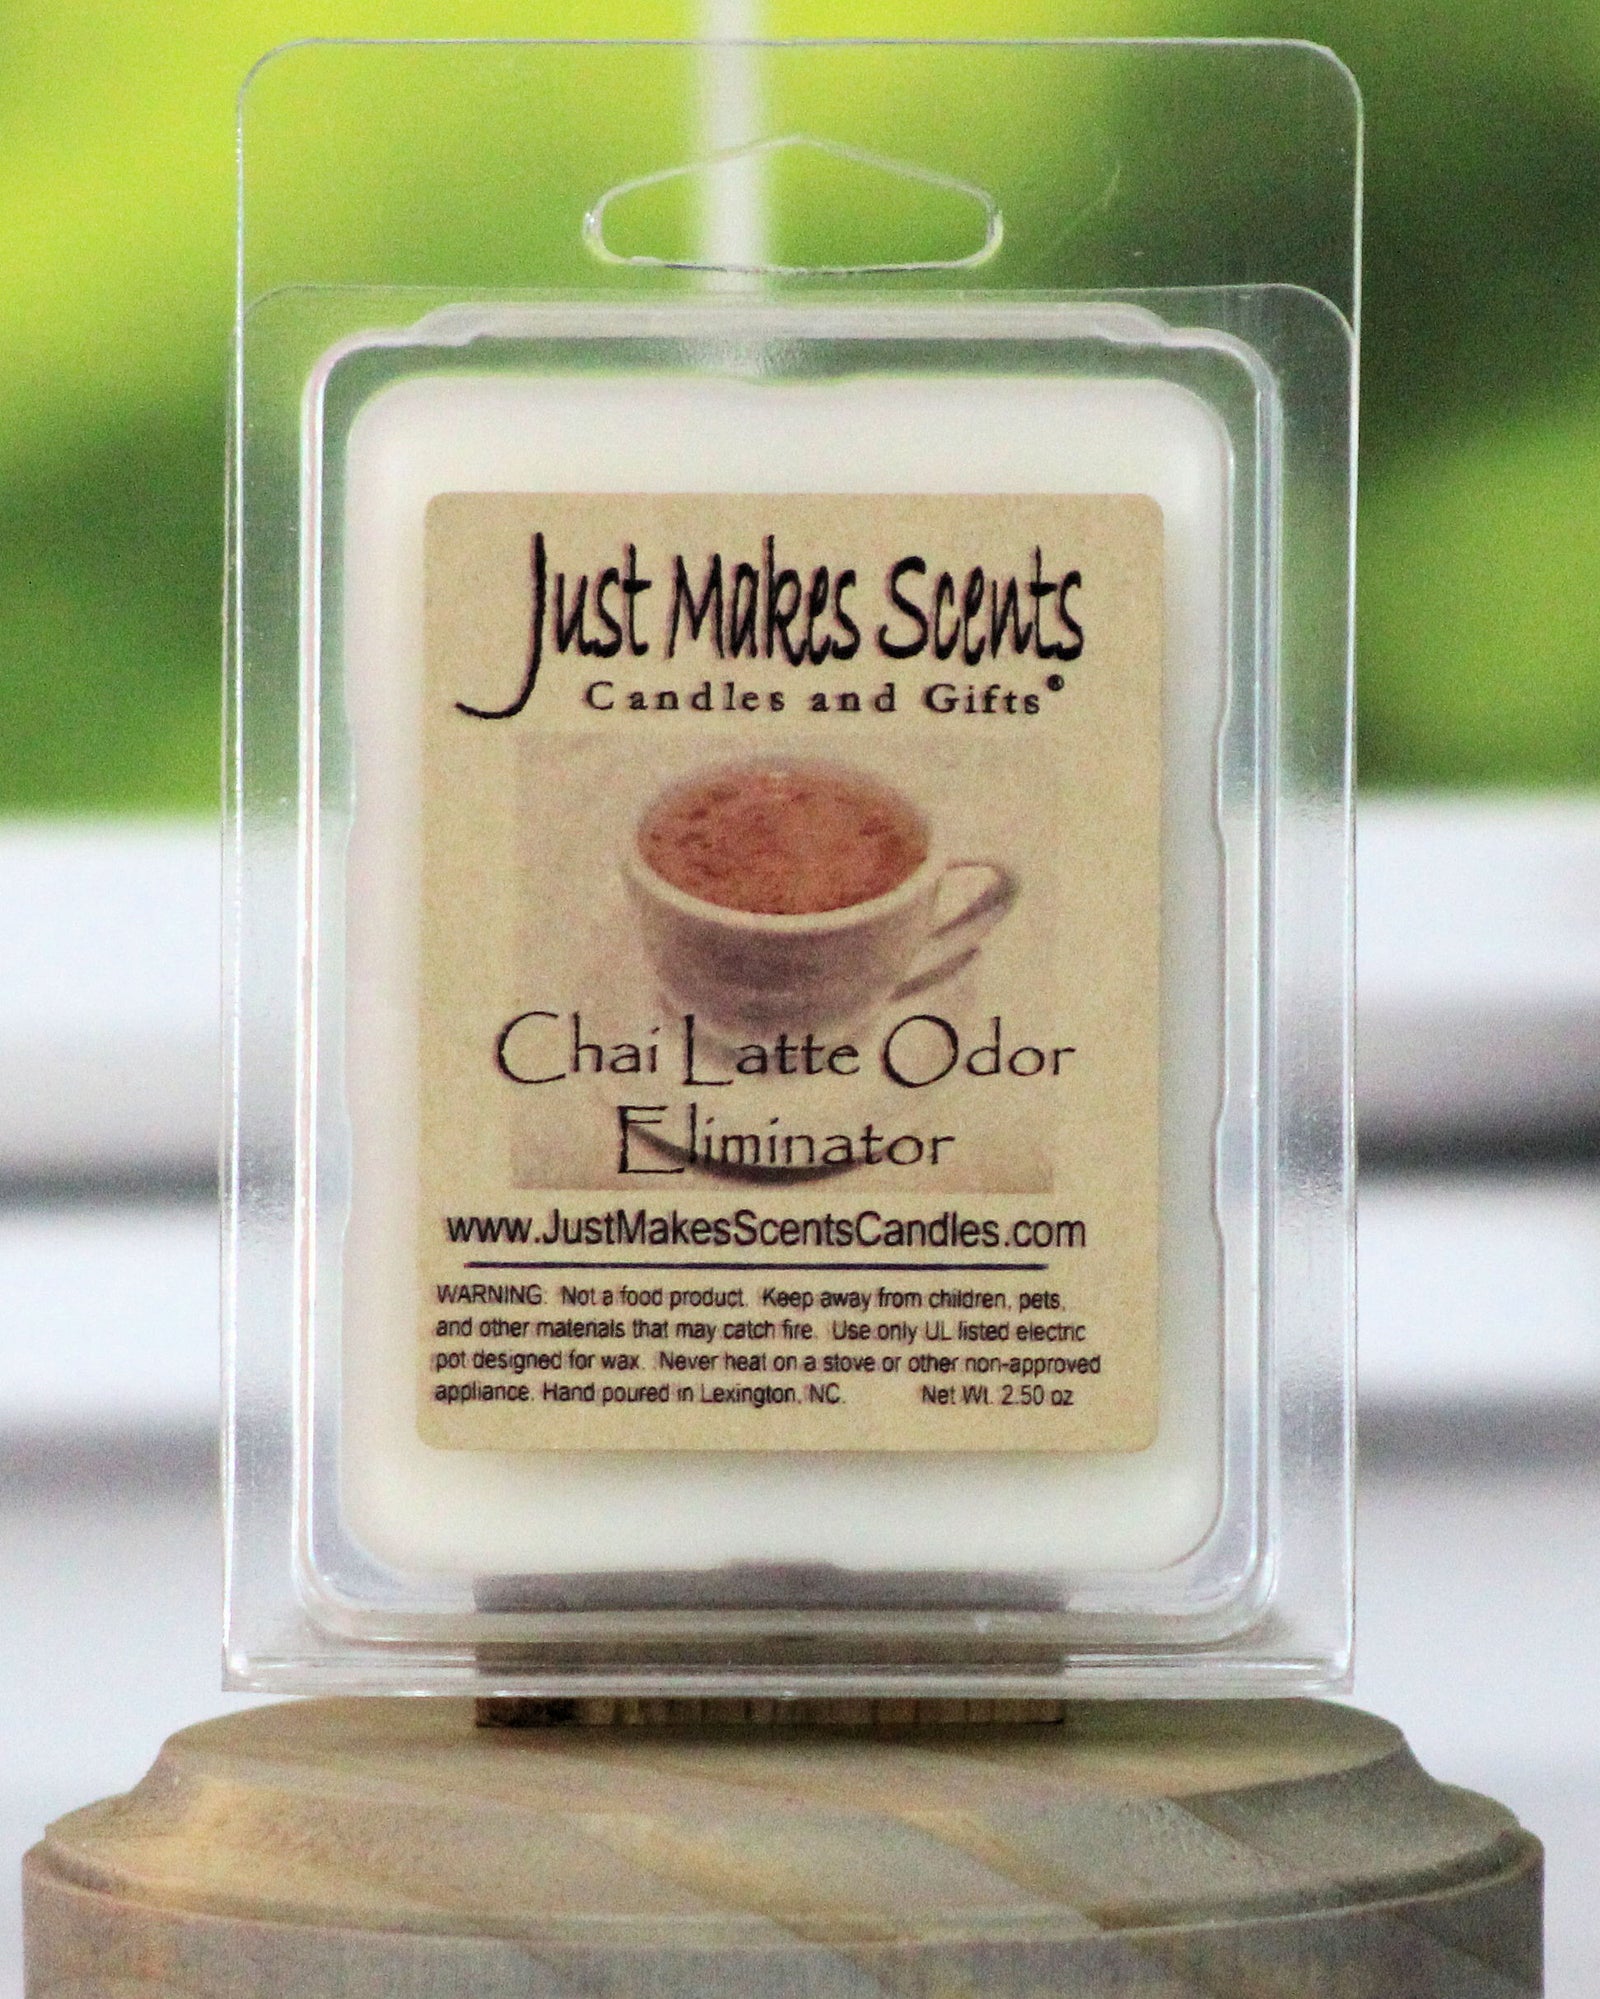 Just Makes Scents
Candles and Gifts®
Chai Latte Odor
Eliminator
www.JustMakesScentsCandles.com
WARNING: Not a food product. Keep away from children, pets,
and other materials that may catch fire. Use only UL listed electric
pot designed for wax. Never heat on a stove or other non-approved
appliance. Hand poured in Lexington, NC. Net Wt. 2.50 oz